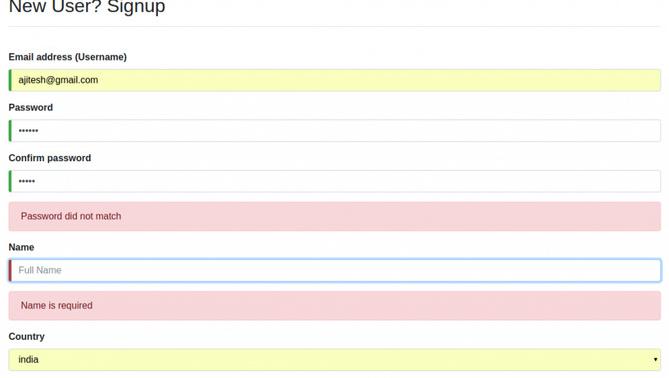 New User? Signup
Email address (Username)
ajitesh@gmail.com
Password
••••••
Confirm password
•••••
Password did not match
Name
Full Name
Name is required
Country
india